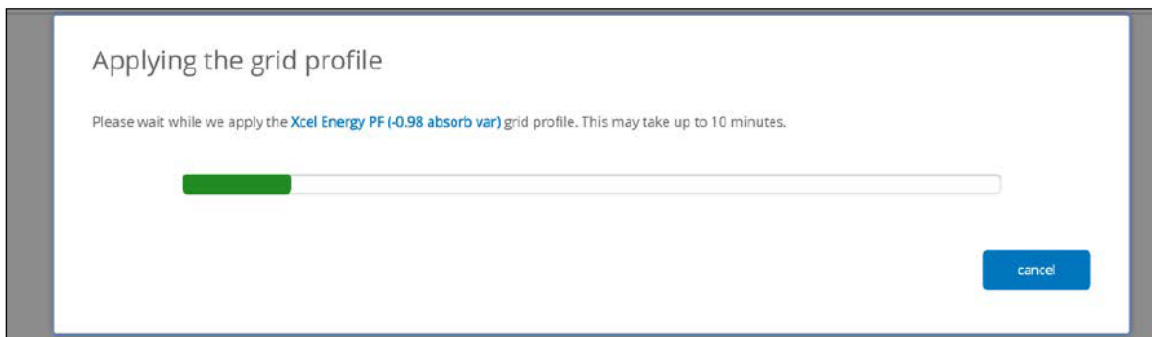 Applying the grid profile
Please wait while we apply the Xcel Energy PF (-0.98 absorb var) grid profile. This may take up to 10 minutes.
cancel